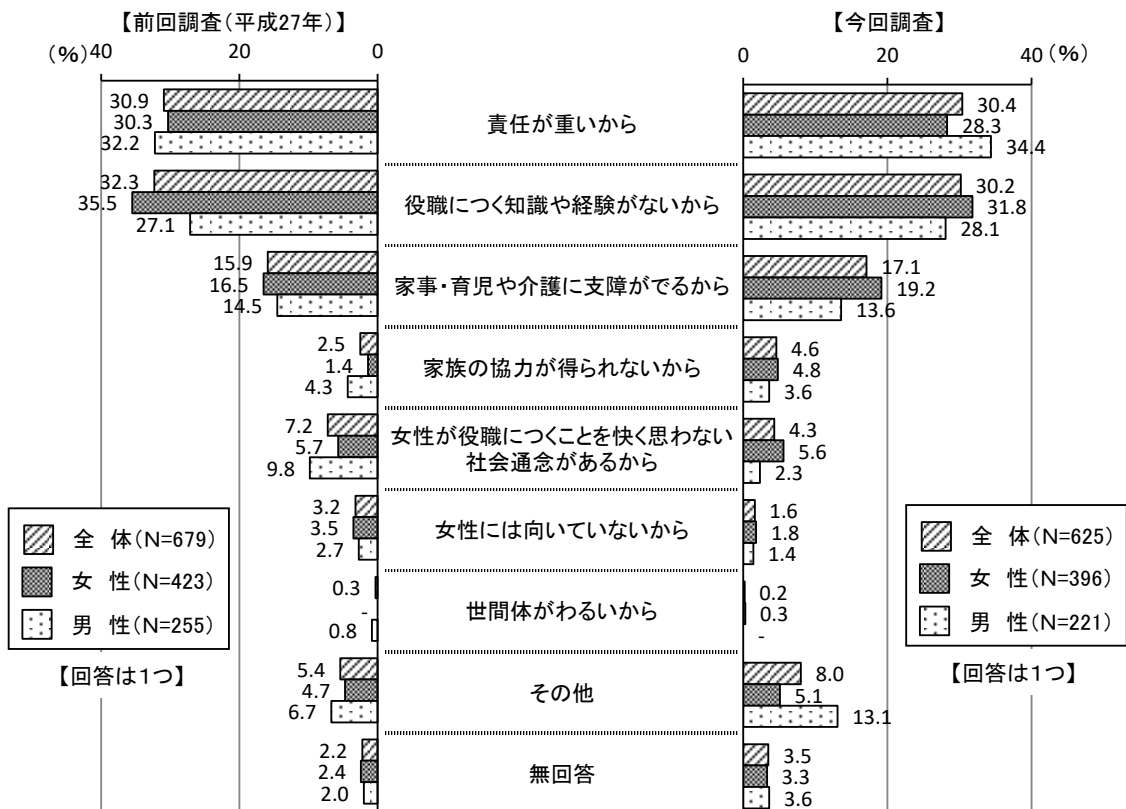 【前回調査(平成27年)】
【今回調査】
(%) 40 20 0
0 20 40 (%)
30.9
30.3
32.2
責任が重いから
30.4
28.3
34.4
32.3
35.5
27.1
役職につく知識や経験がないから
30.2
31.8
28.1
15.9
16.5
14.5
家事・育児や介護に支障がでるから
17.1
19.2
13.6
2.5
1.4
4.3
家族の協力が得られないから
4.6
4.8
3.6
7.2
5.7
9.8
女性が役職につくことを快く思わない
社会通念があるから
4.3
5.6
2.3
3.2
3.5
2.7
女性には向いていないから
1.6
1.8
1.4
0.3
-
0.8
世間体がわるいから
0.2
0.3
-
5.4
4.7
6.7
その他
8.0
5.1
13.1
2.2
2.4
2.0
無回答
3.5
3.3
3.6
全 体(N=679)
女 性(N=423)
男 性(N=255)
【回答は1つ】
全 体(N=625)
女 性(N=396)
男 性(N=221)
【回答は1つ】